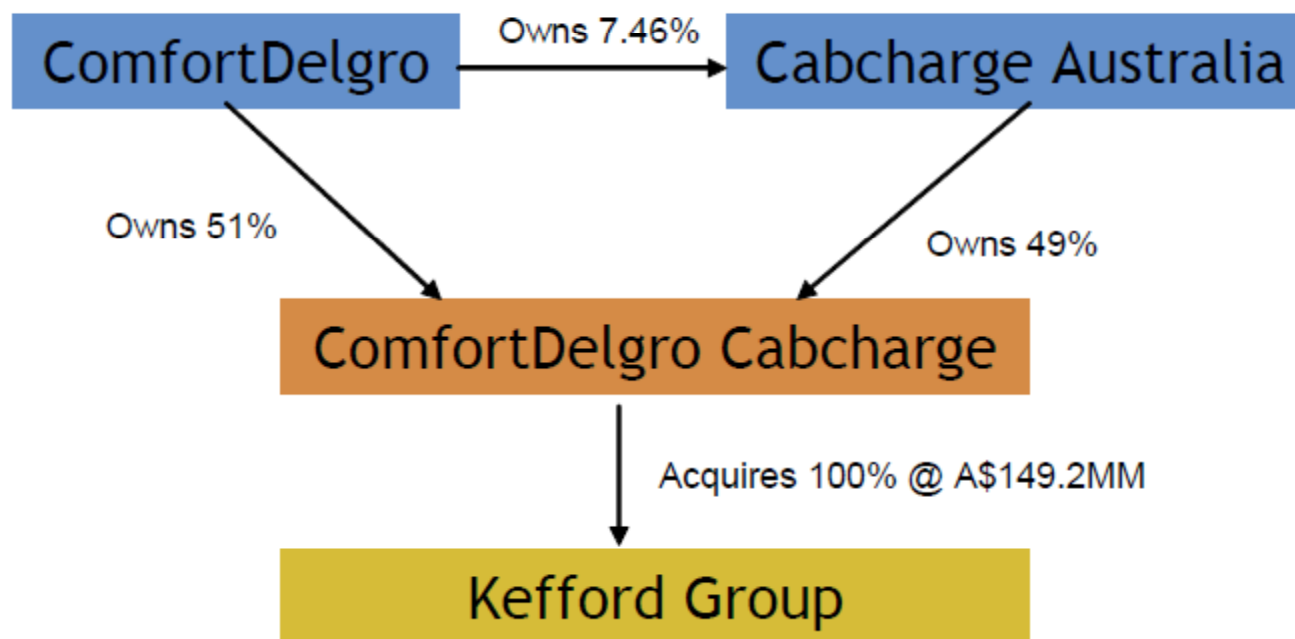 Owns 7.46%
ComfortDelgro
Cabcharge Australia
Owns 51%
Owns 49%
ComfortDelgro Cabcharge
Acquires 100% @ A$149.2MM
Kefford Group